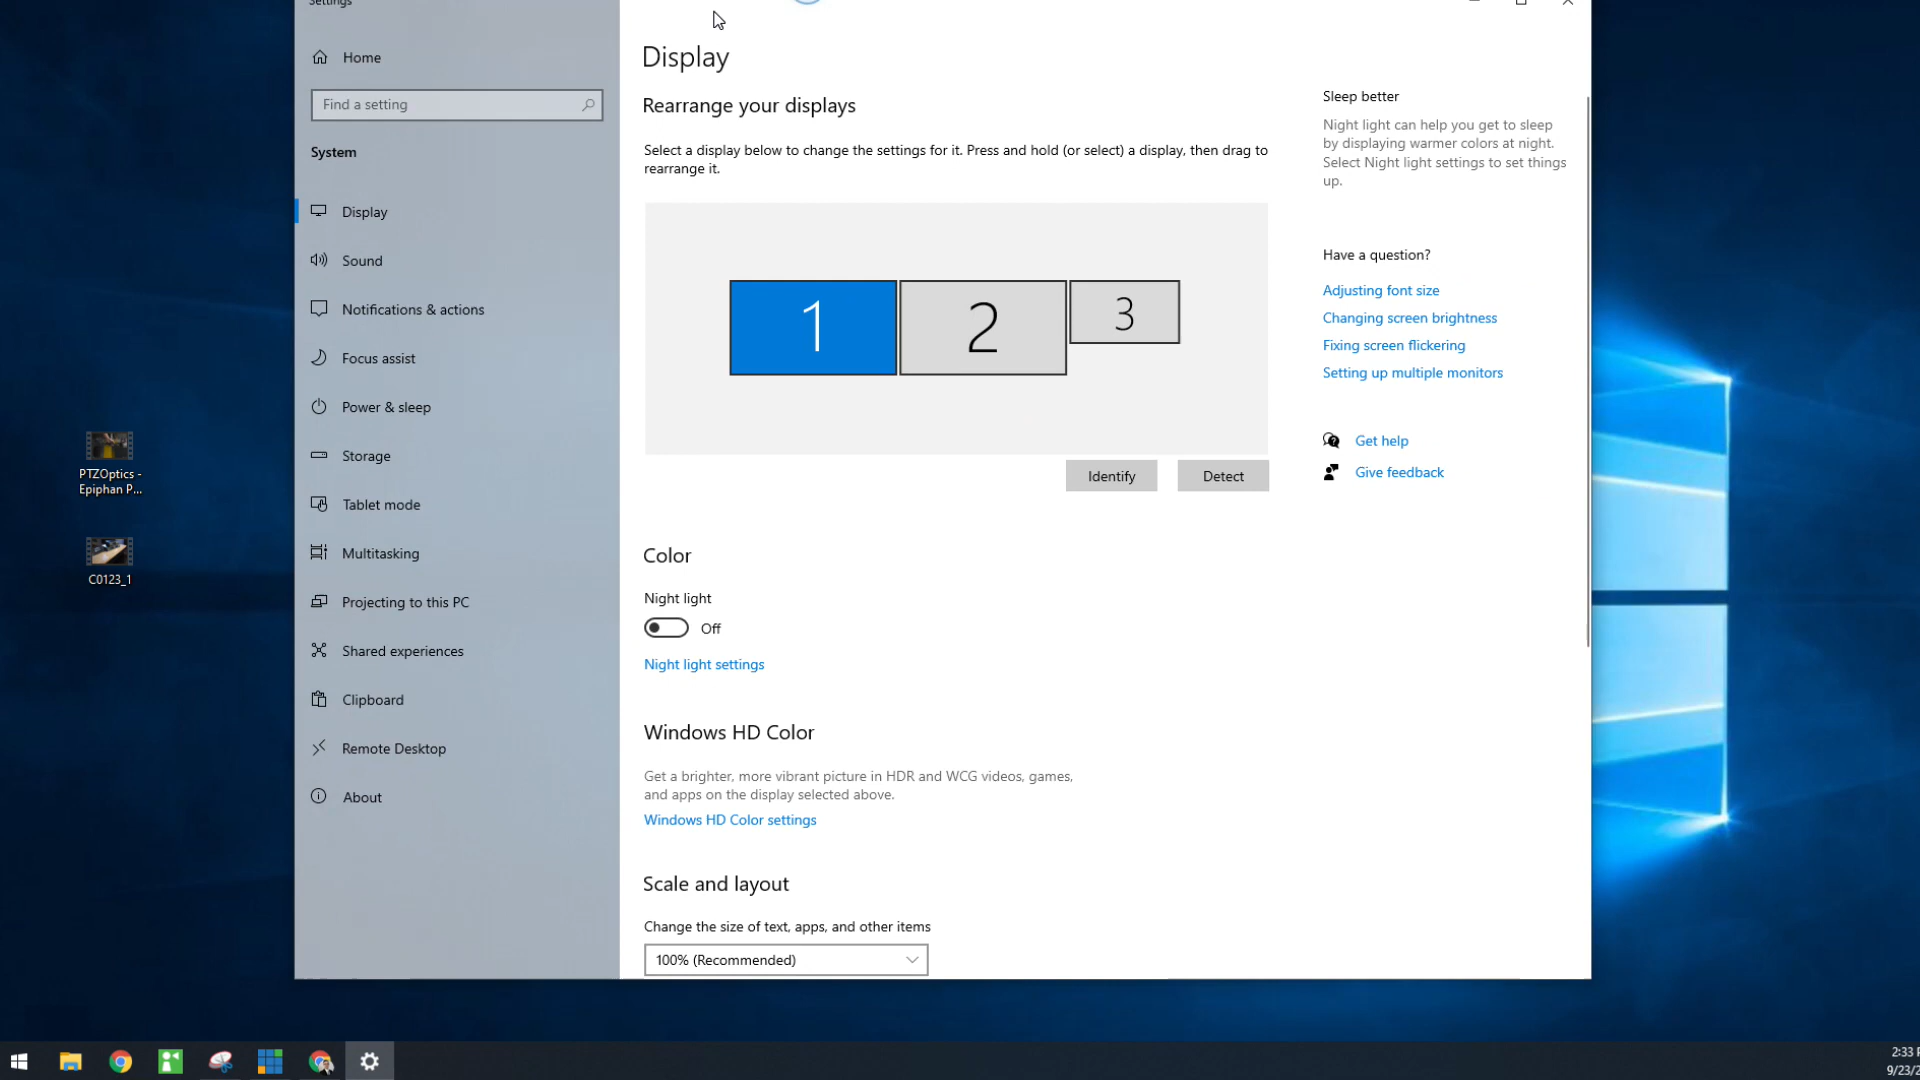 Settings
Home
Find a setting
System
Display
Sound
Notifications & actions
Focus assist
Power & sleep
Storage
Tablet mode
Multitasking
Projecting to this PC
Shared experiences
Clipboard
Remote Desktop
About
Display
Rearrange your displays
Select a display below to change the settings for it. Press and hold (or select) a display, then drag to
rearrange it.
1
2
3
Identify
Detect
Color
Night light
Off
Night light settings
Windows HD Color
Get a brighter, more vibrant picture in HDR and WCG videos, games,
and apps on the display selected above.
Windows HD Color settings
Scale and layout
Change the size of text, apps, and other items
100% (Recommended)
Sleep better
Night light can help you get to sleep
by displaying warmer colors at night.
Select Night light settings to set things
up.
Have a question?
Adjusting font size
Changing screen brightness
Fixing screen flickering
Setting up multiple monitors
Get help
Give feedback
PTZOptics -
Epiphan P...
C0123_1
2:33
9/23/2